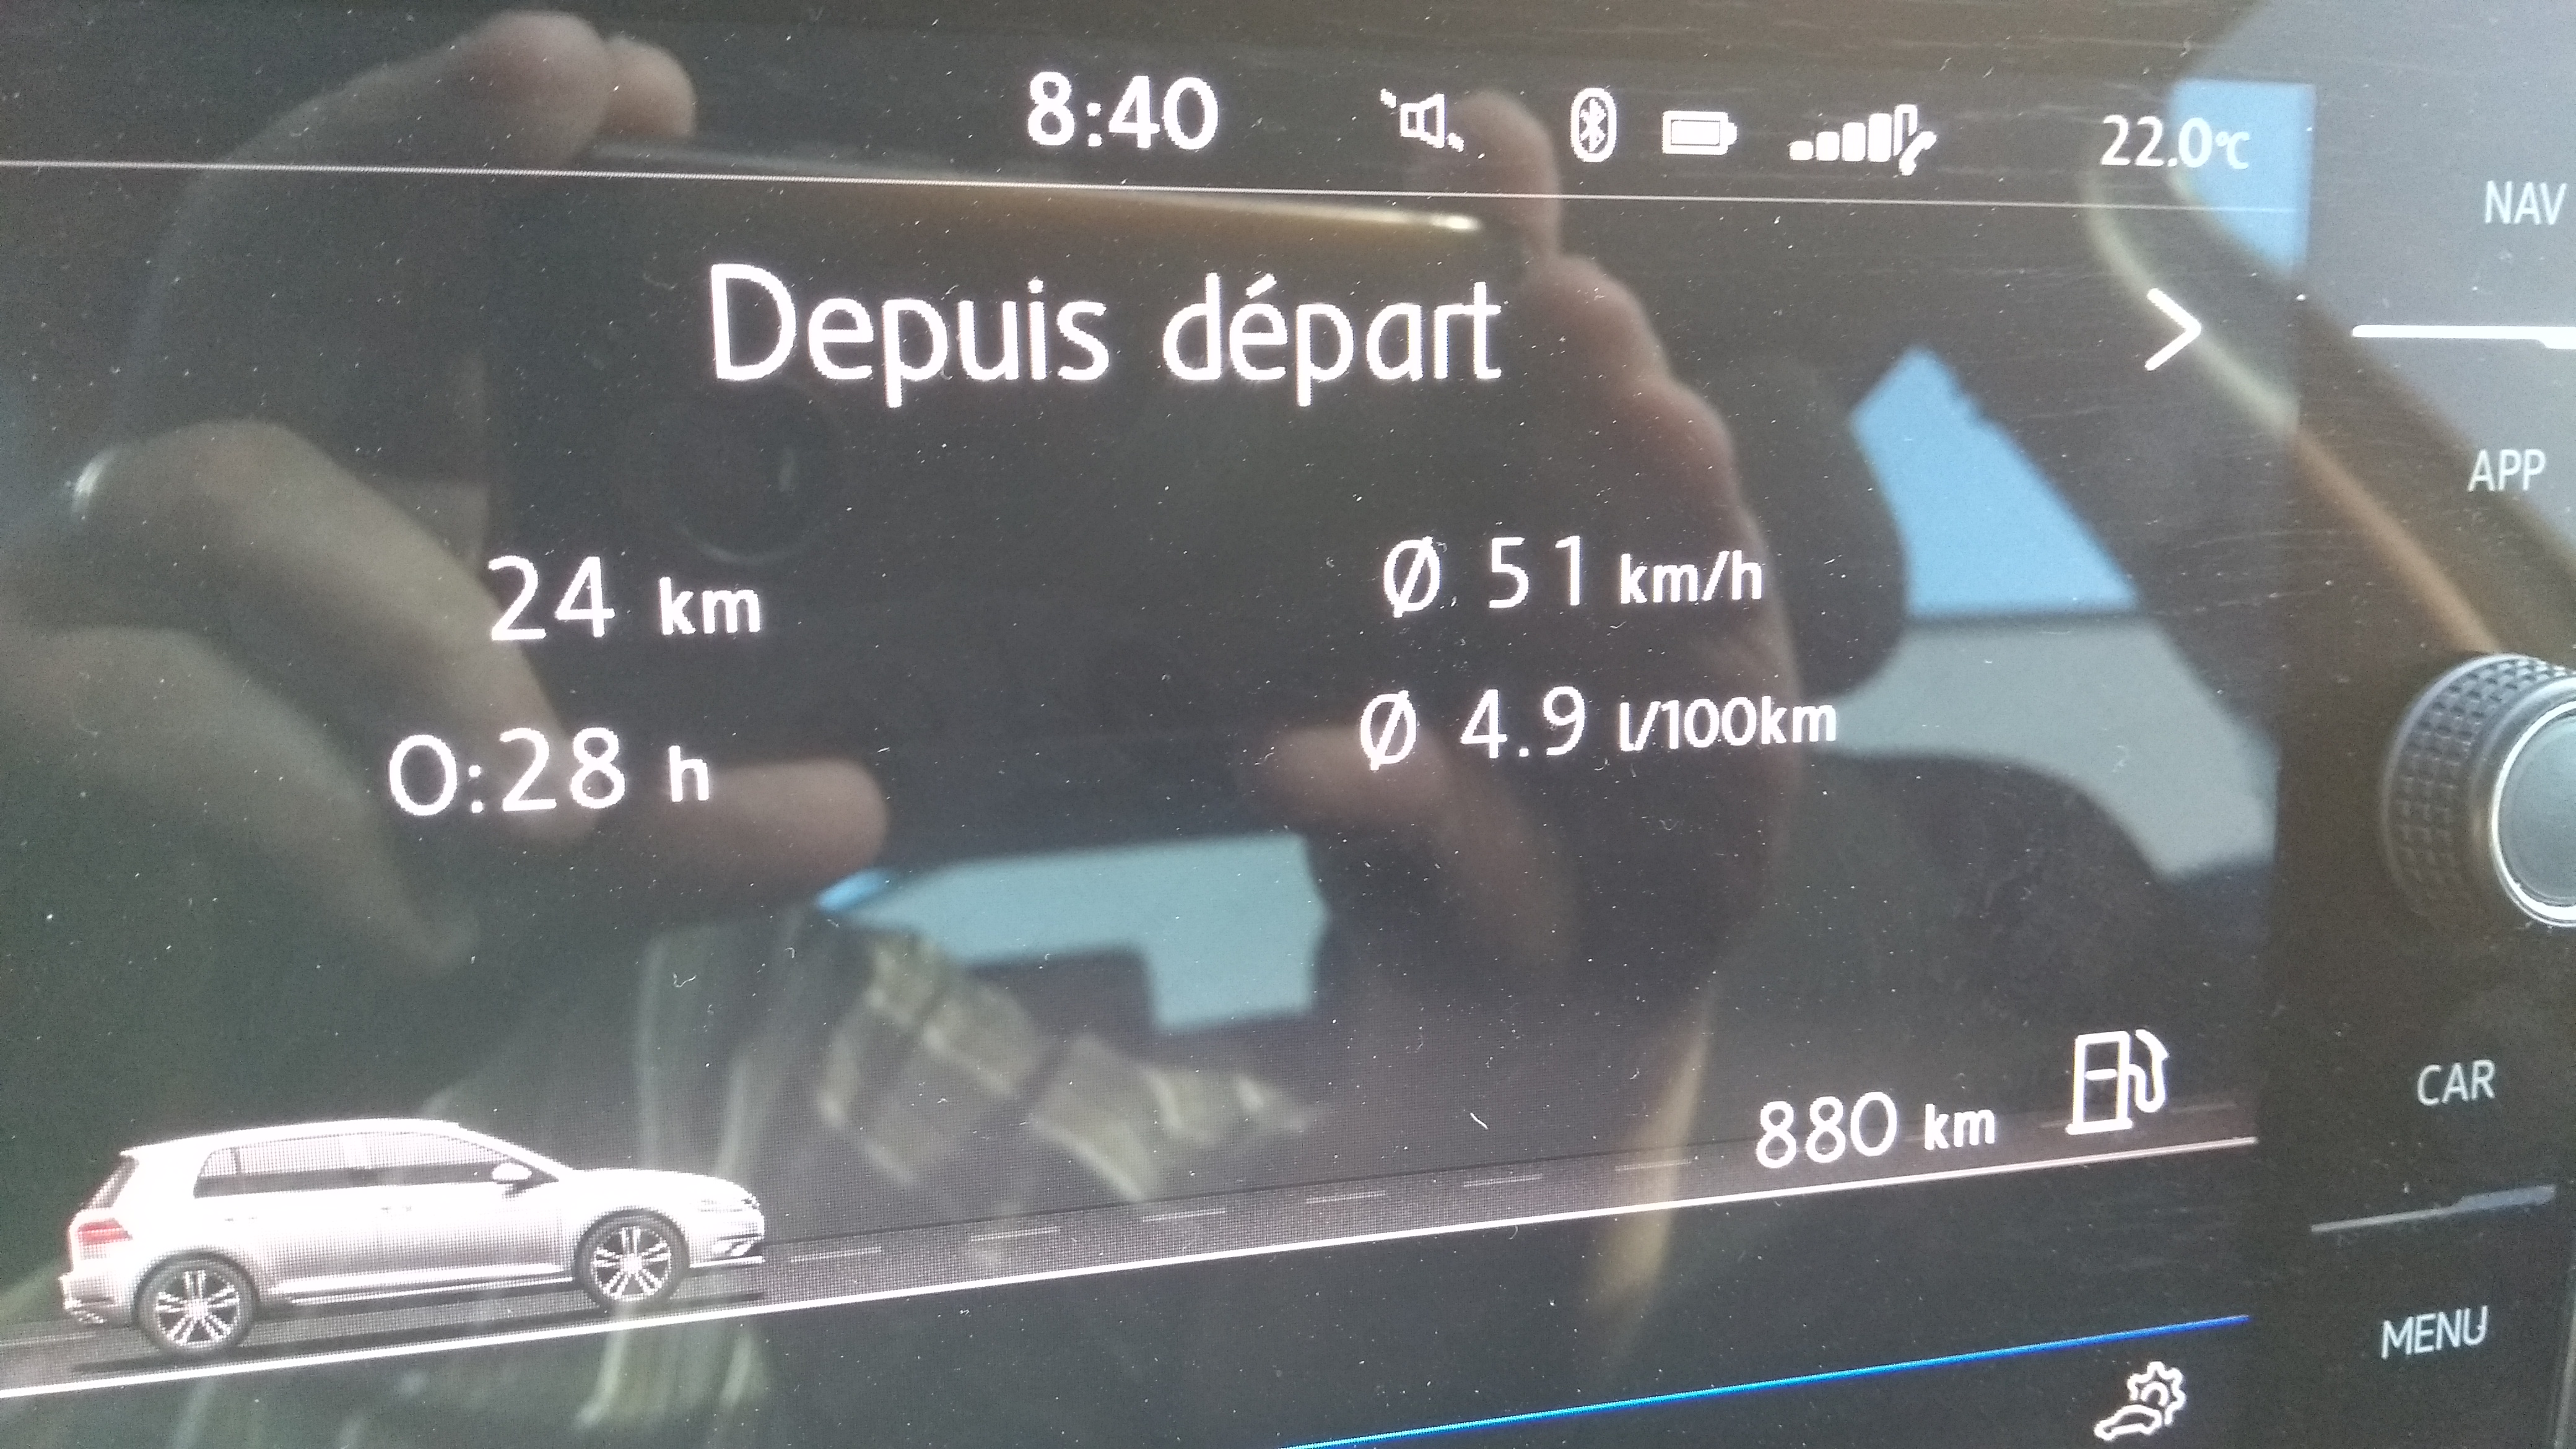 8:40 22.0°C
NAV
Depuis départ
APP
24 km Ø 51 km/h
0:28 h Ø 4.9 l/100km
880 km
CAR
MENU